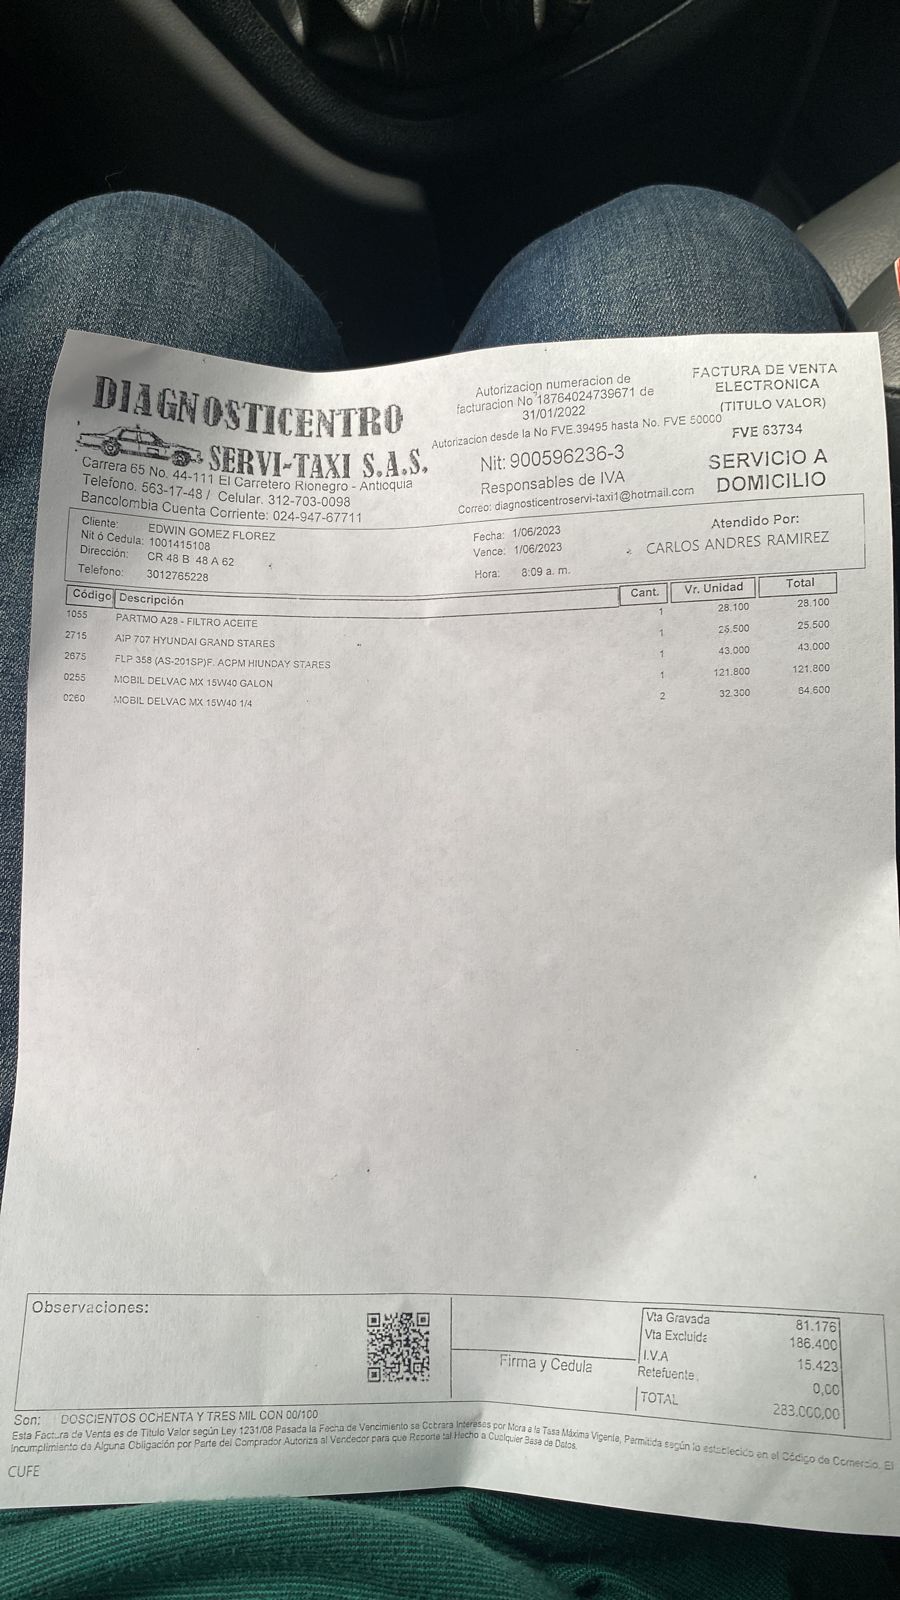 DIAGNOSTICENTRO
SERVI-TAXI S.A.S.
Carrera 65 No. 44-111 El Carretero Rionegro - Antioquia
Telefono. 563-17-48 / Celular. 312-703-0098
Bancolombia Cuenta Corriente: 024-947-67711
Autorizacion numeracion de
facturacion No 18764024739671 de
31/01/2022
Autorizacion desde la No FVE.39495 hasta No. FVE 50000
Nit: 900596236-3
Responsables de IVA
Correo: diagnosticentroservi-taxi1@hotmail.com
FACTURA DE VENTA
ELECTRONICA
(TITULO VALOR)
FVE 63734
SERVICIO A
DOMICILIO
Cliente: EDWIN GOMEZ FLOREZ
Nit ó Cedula: 1001415108
Dirección: CR 48 B 48 A 62
Telefono: 3012765228
Fecha: 1/06/2023
Vence: 1/06/2023
Hora: 8:09 a. m.
Atendido Por:
CARLOS ANDRES RAMIREZ
Código Descripción Cant. Vr. Unidad Total
1055 PARTMO A28 - FILTRO ACEITE 1 28.100 28.100
2715 AIP 707 HYUNDAI GRAND STARES 1 25.500 25.500
2675 FLP 358 (AS-201SP)F. ACPM HIUNDAY STARES 1 43.000 43.000
0255 MOBIL DELVAC MX 15W40 GALON 1 121.800 121.800
0260 MOBIL DELVAC MX 15W40 1/4 2 32.300 64.600
Observaciones:
Firma y Cedula
Vta Gravada 81.176
Vta Excluida 186.400
I.V.A 15.423
Retefuente. 0,00
TOTAL 283.000,00
Son: DOSCIENTOS OCHENTA Y TRES MIL CON 00/100
Esta Factura de Venta es de Titulo Valor según Ley 1231/08 Pasada la Fecha de Vencimiento se Cobrara Intereses por Mora a la Tasa Máxima Vigente, Permitida según lo establecido en el Código de Comercio. El
Incumplimiento de Alguna Obligación por Parte del Comprador Autoriza al Vendedor para que Reporte tal Hecho a Cualquier Base de Datos.
CUFE